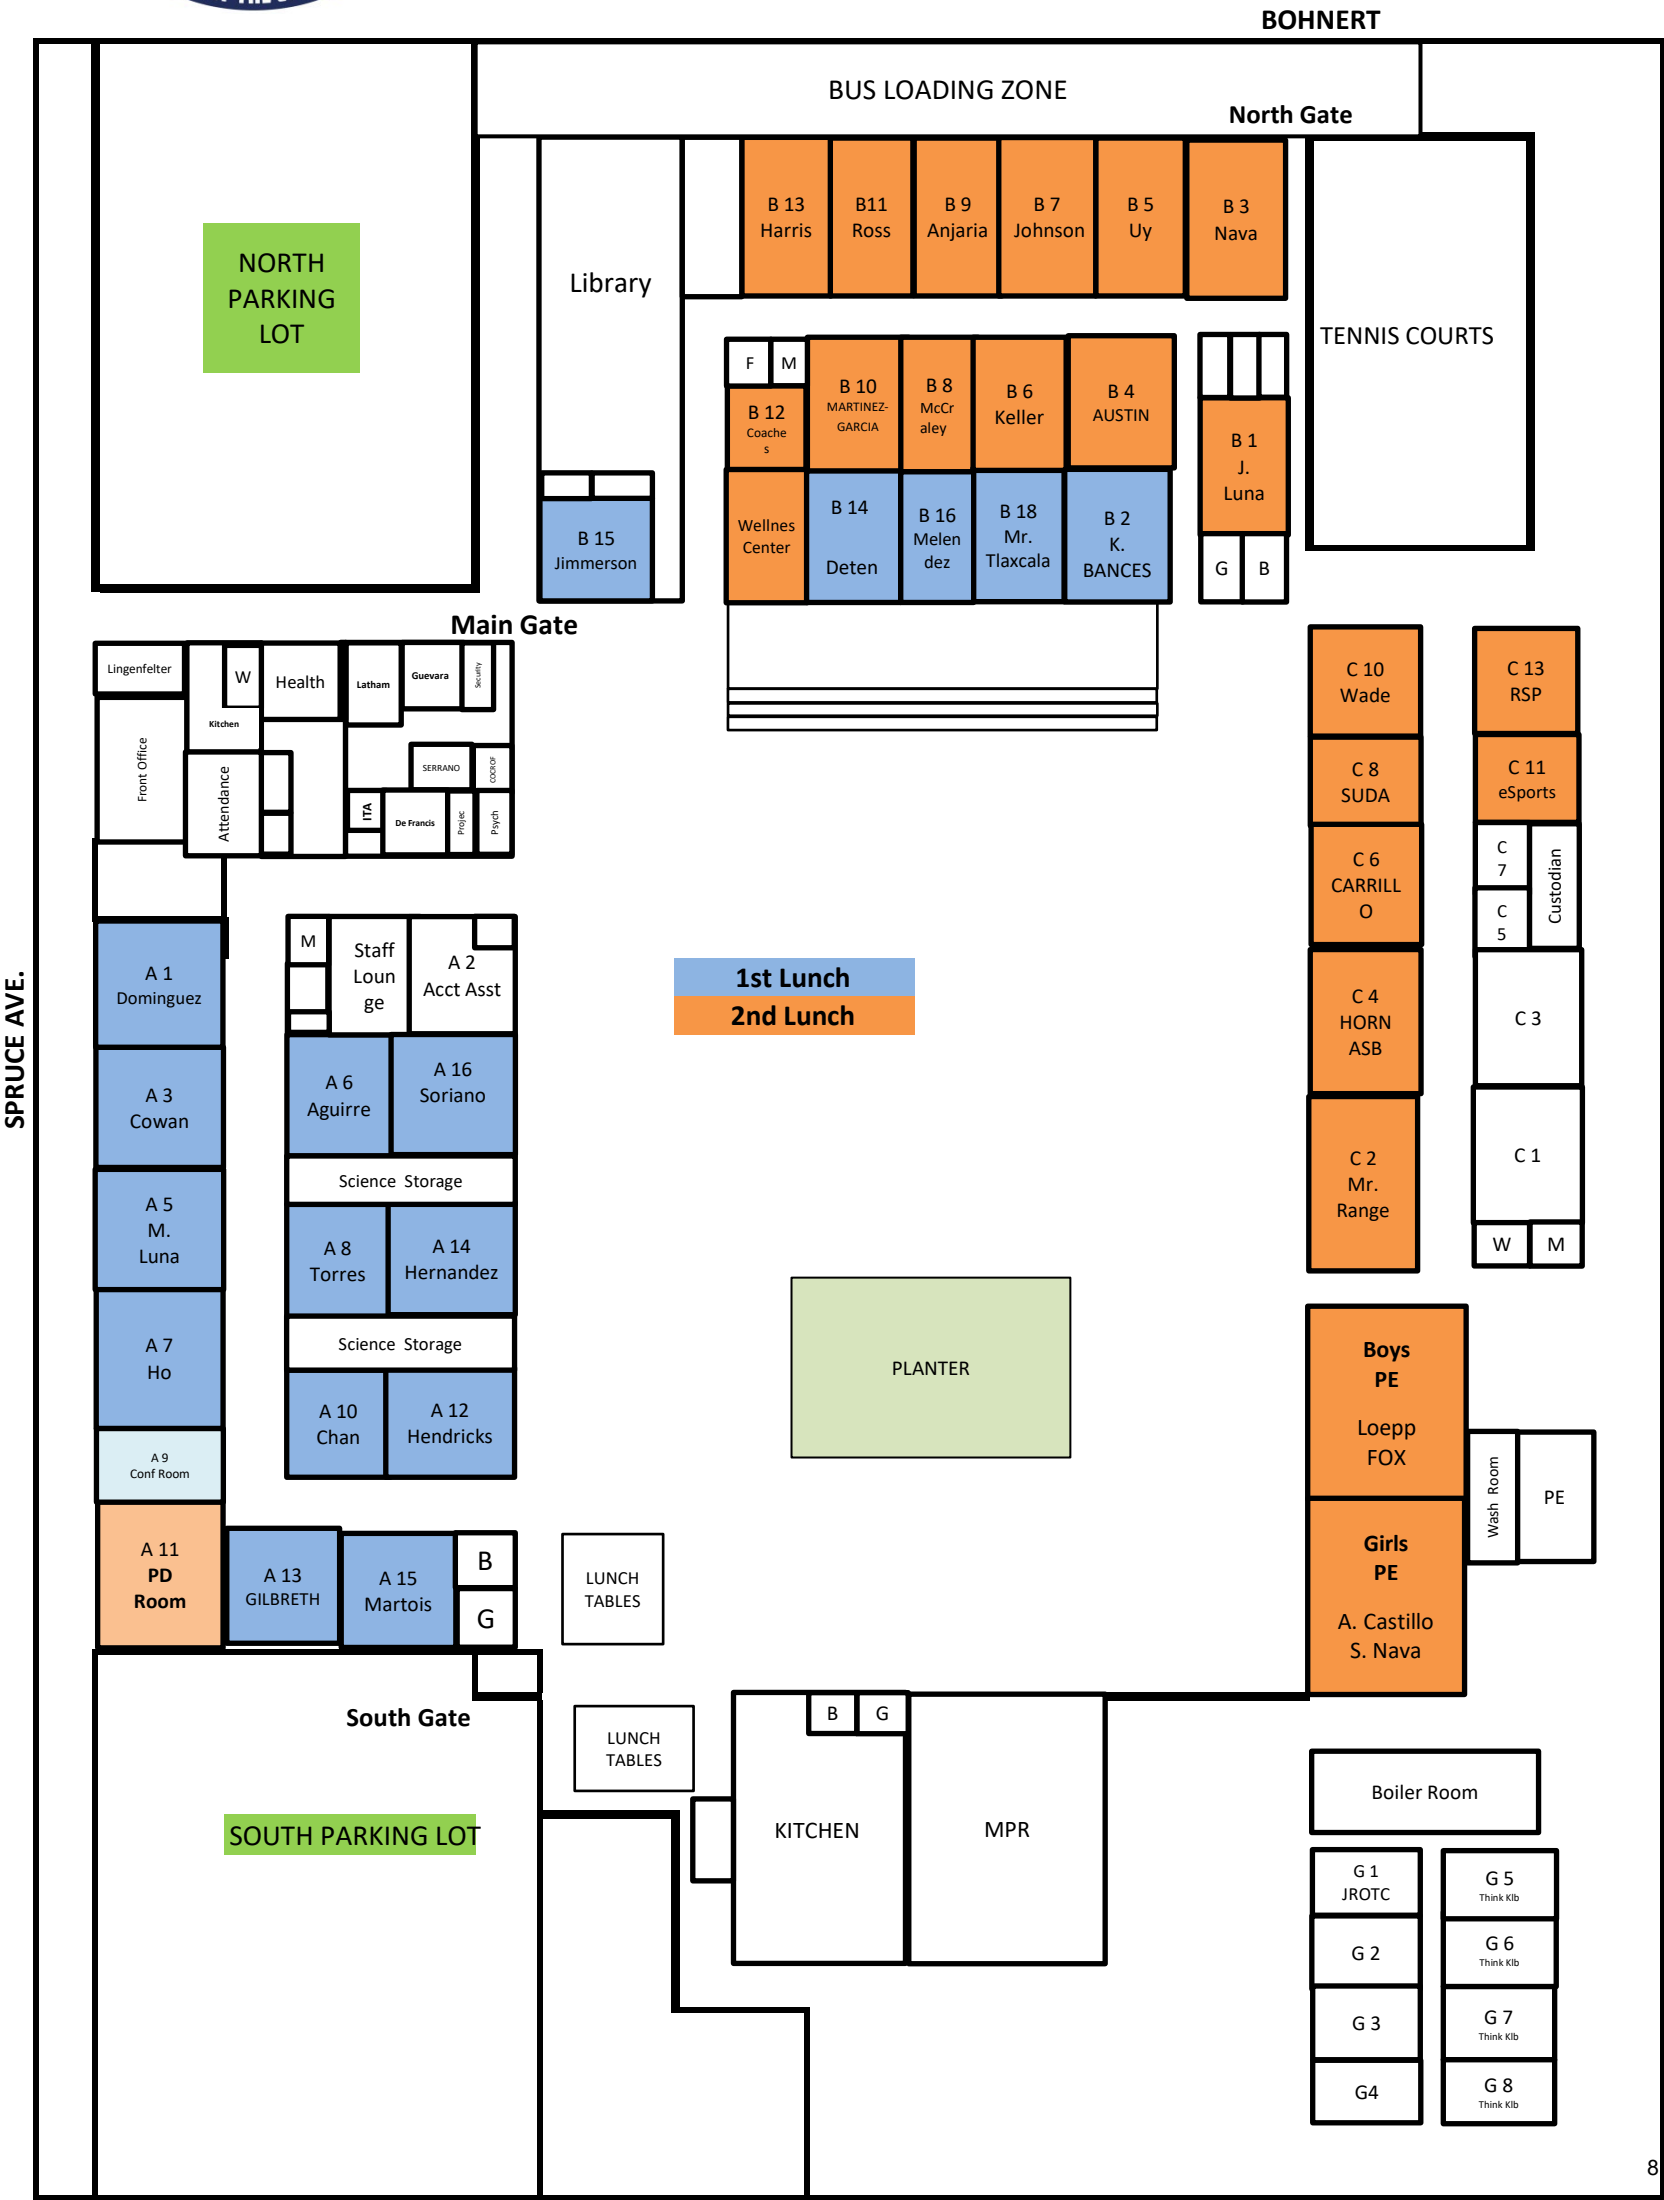 BOHNERT
BUS LOADING ZONE
North Gate
NORTH
PARKING
LOT
Library
B 13
Harris
B11
Ross
B 9
Anjaria
B 7
Johnson
B 5
Uy
B 3
Nava
TENNIS COURTS
F
M
B 12
Coache
s
B 10
MARTINEZ-
GARCIA
B 8
McCr
aley
B 6
Keller
B 4
AUSTIN
B 1
J.
Luna
B 15
Jimmerson
Wellnes
Center
B 14
Deten
B 16
Melen
dez
B 18
Mr.
Tlaxcala
B 2
K.
BANCES
G
B
Main Gate
Lingenfelter
W
Health
Latham
Guevara
Security
Kitchen
Front Office
Attendance
SERRANO
COCROF
ITA
De Francis
Projec
Psych
C 10
Wade
C 13
RSP
C 8
SUDA
C 11
eSports
C 6
CARRILL
O
C
7
C
5
Custodian
SPRUCE AVE.
A 1
Dominguez
M
Staff
Loun
ge
A 2
Acct Asst
1st Lunch
2nd Lunch
C 4
HORN
ASB
C 3
A 3
Cowan
A 6
Aguirre
A 16
Soriano
C 2
Mr.
Range
C 1
W
M
Science Storage
A 5
M.
Luna
A 8
Torres
A 14
Hernandez
Science Storage
A 7
Ho
A 10
Chan
A 12
Hendricks
PLANTER
Boys
PE
Loepp
FOX
A 9
Conf Room
Wash Room
PE
A 11
PD
Room
A 13
GILBRETH
A 15
Martois
B
G
LUNCH
TABLES
Girls
PE
A. Castillo
S. Nava
South Gate
LUNCH
TABLES
B
G
KITCHEN
MPR
SOUTH PARKING LOT
Boiler Room
G 1
JROTC
G 5
Think Klb
G 2
G 6
Think Klb
G 3
G 7
Think Klb
G4
G 8
Think Klb
8